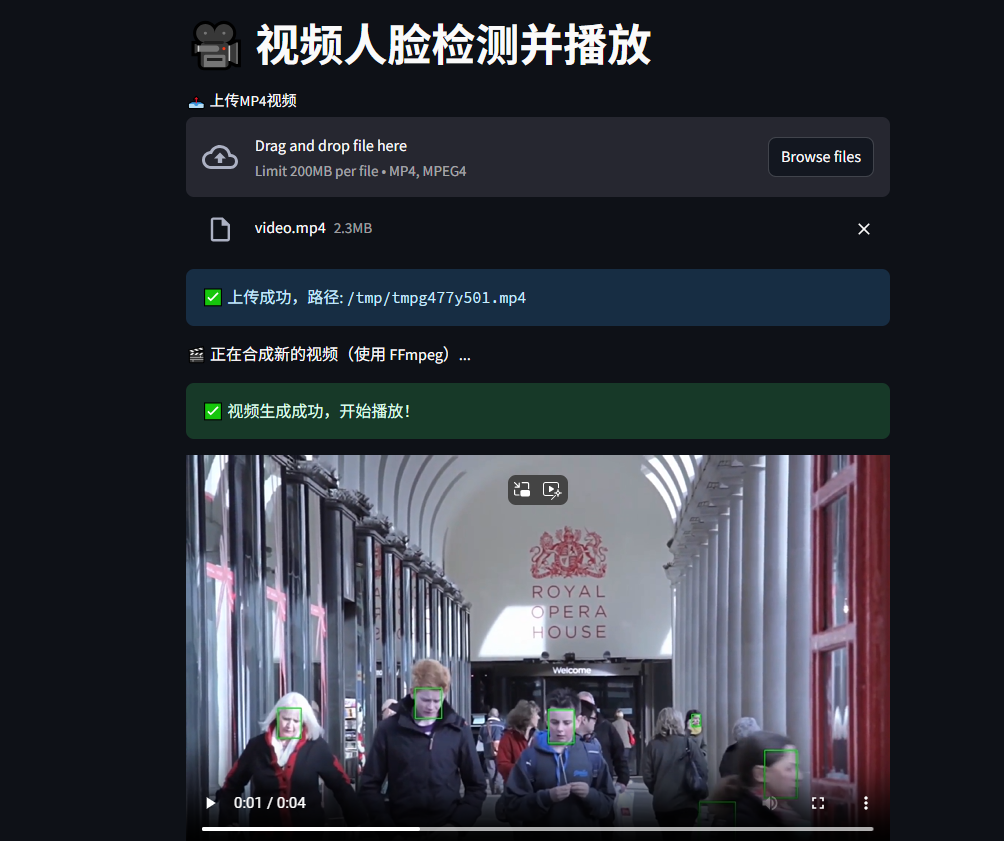 视频人脸检测并播放
上传MP4视频
Drag and drop file here
Limit 200MB per file • MP4, MPEG4
Browse files
video.mp4 2.3MB
✅ 上传成功，路径: /tmp/tmpg477y501.mp4
🎬 正在合成新的视频（使用 FFmpeg）...
✅ 视频生成成功，开始播放！
ROYAL
OPERA
HOUSE
Welcome
0:01 / 0:04